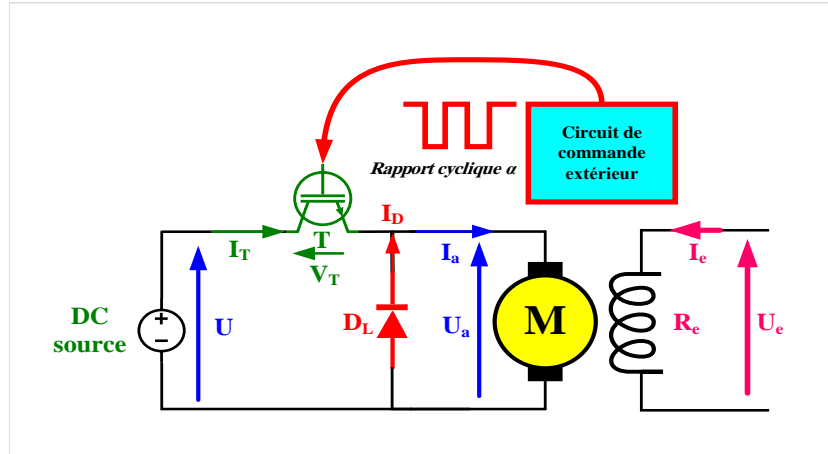 Circuit de
commande
extérieur
Rapport cyclique α
I_D
I_T
T
V_T
I_a
I_e
DC
source
U
D_L
U_a
M
R_e
U_e